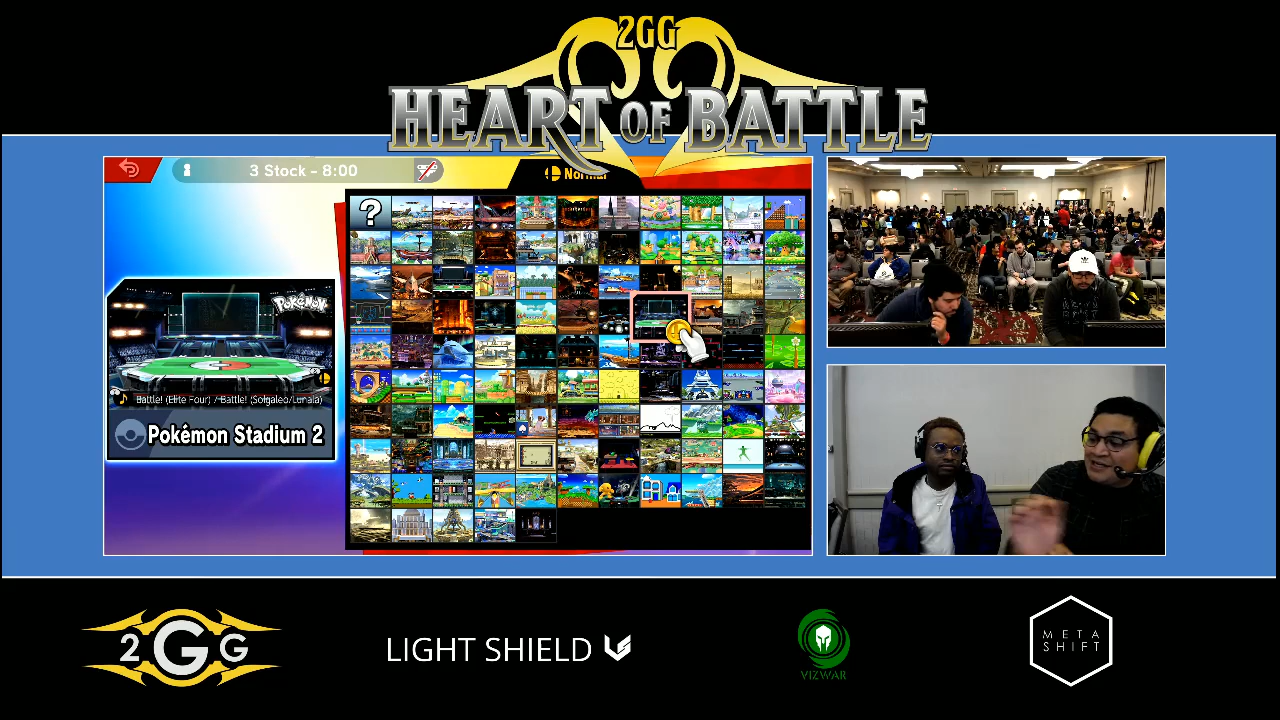 2GG
HEART OF BATTLE
3 Stock - 8:00
Normal
?
Pokémon
Battle! (Elite Four) / Battle! (Solgaleo/Lunala)
Pokémon Stadium 2
2GG
LIGHT SHIELD
VIZWAR
META
SHIFT